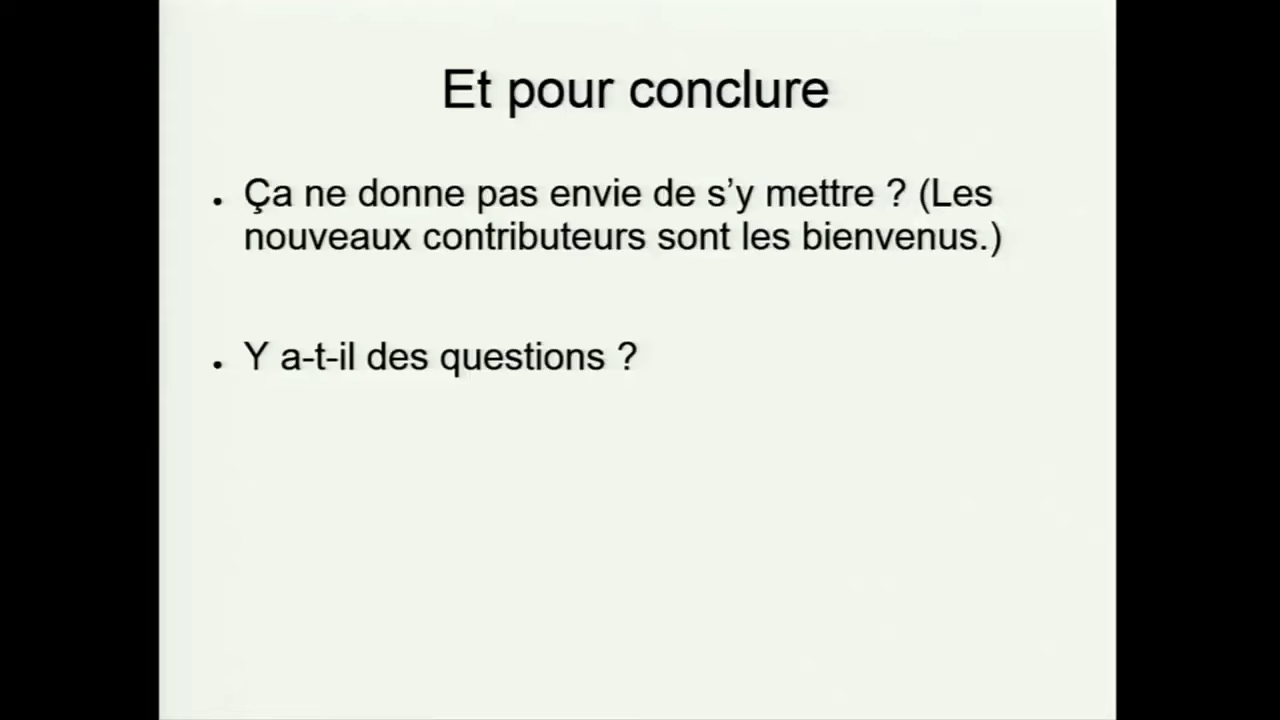 Et pour conclure
• Ça ne donne pas envie de s’y mettre ? (Les
nouveaux contributeurs sont les bienvenus.)
• Y a-t-il des questions ?